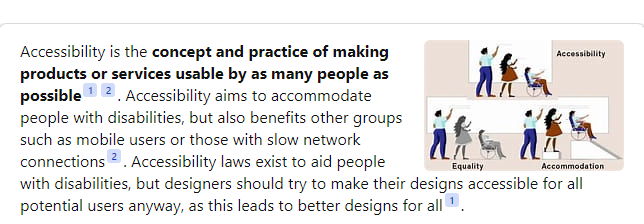 Accessibility is the concept and practice of making
products or services usable by as many people as
possible 1 2 . Accessibility aims to accommodate
people with disabilities, but also benefits other groups
such as mobile users or those with slow network
connections 2 . Accessibility laws exist to aid people
with disabilities, but designers should try to make their designs accessible for all
potential users anyway, as this leads to better designs for all 1 .
Accessibility
Equality
Accommodation